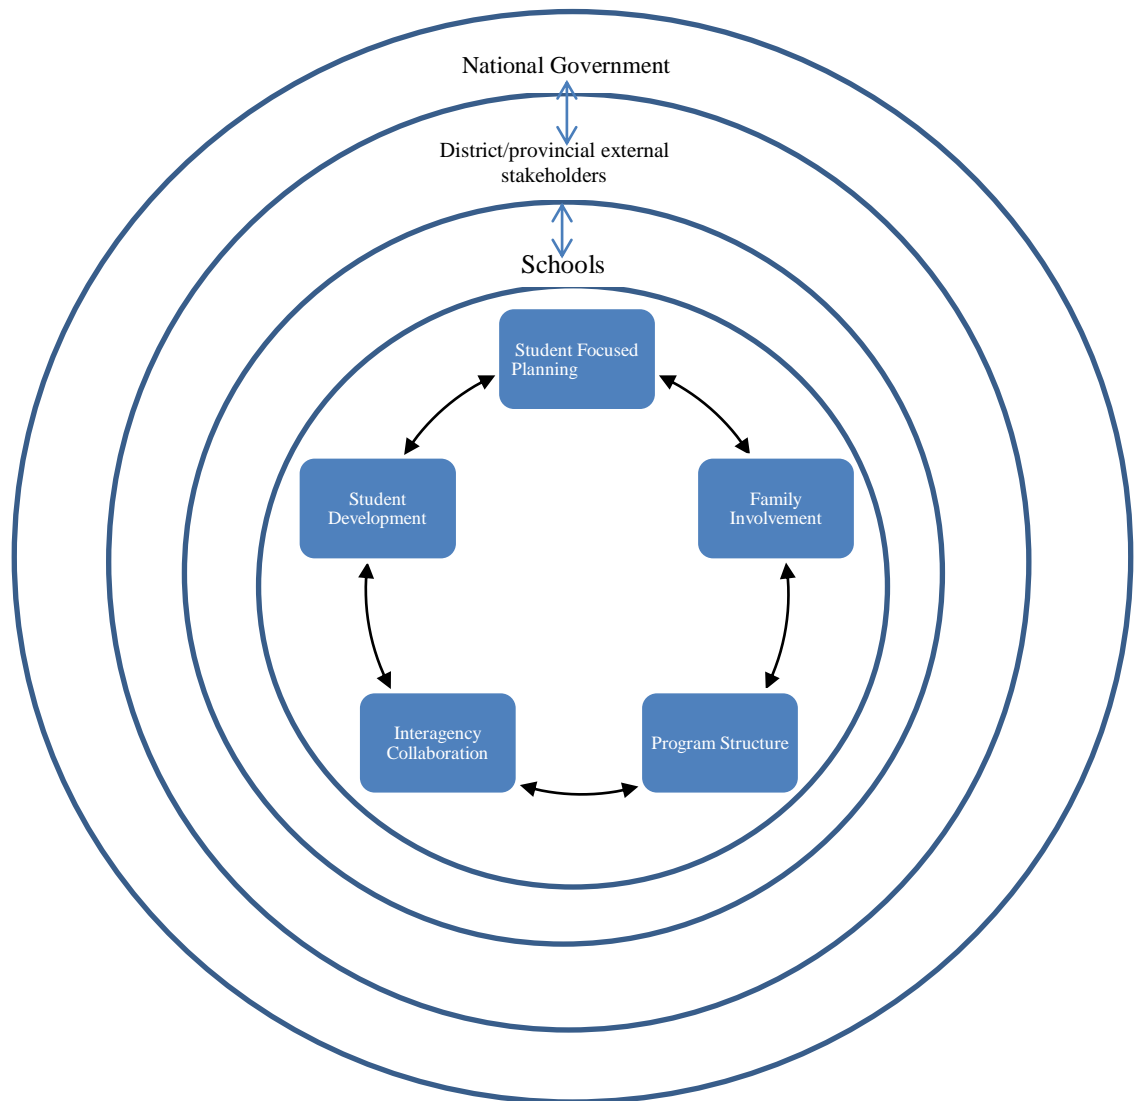 National Government
District/provincial external
stakeholders
Schools
Student Focused
Planning
Student
Development
Family
Involvement
Interagency
Collaboration
Program Structure